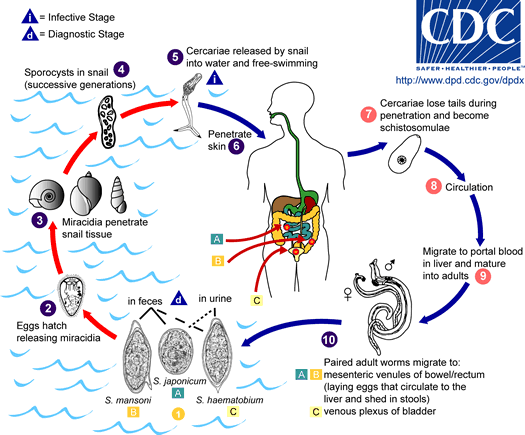 i = Infective Stage
d = Diagnostic Stage
CDC
SAFER • HEALTHIER • PEOPLE™
http://www.dpd.cdc.gov/dpdx
5
Cercariae released by snail
into water and free-swimming
i
4
Sporocysts in snail
(successive generations)
Penetrate
skin
6
7
Cercariae lose tails during
penetration and become
schistosomulae
8
Circulation
3
Miracidia penetrate
snail tissue
A
B
C
Migrate to portal blood
in liver and mature
into adults
9
2
Eggs hatch
releasing miracidia
in feces
d
in urine
♀
♂
10
S. japonicum
A
S. mansoni
B
1
S. haematobium
C
Paired adult worms migrate to:
A B mesenteric venules of bowel/rectum
(laying eggs that circulate to the
liver and shed in stools)
C venous plexus of bladder